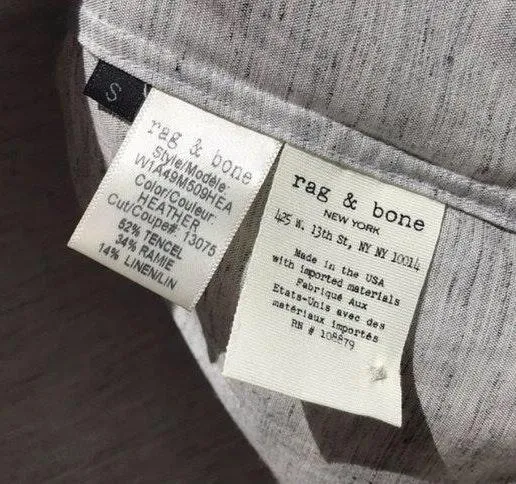 S
rag & bone
Style/Modèle:
W1A49M509HEA
Color/Couleur:
HEATHER
Cut/Coupe#: 13075
52% TENCEL
34% RAMIE
14% LINEN/LIN
rag & bone
NEW YORK
425 W. 13th St, NY NY 10014
Made in the USA
with imported materials
Fabriqué Aux
Etats-Unis avec des
matériaux importés
RN # 108879